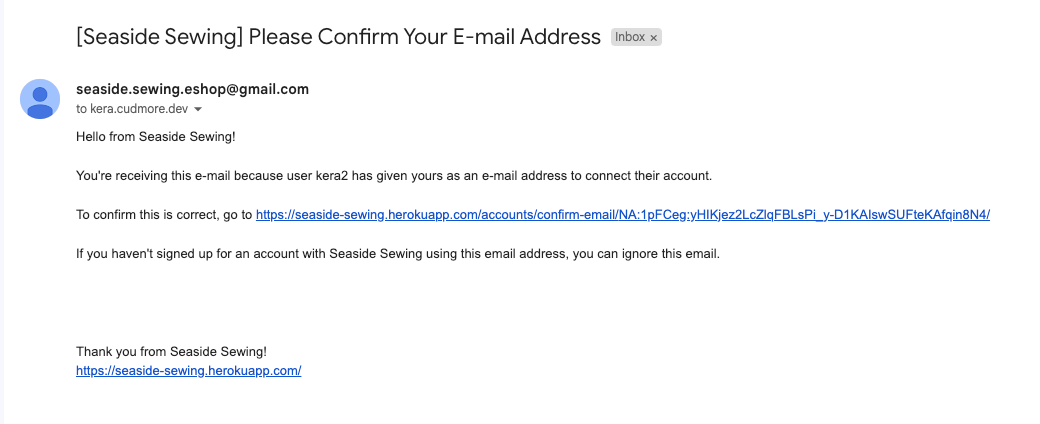 [Seaside Sewing] Please Confirm Your E-mail Address Inbox ×
seaside.sewing.eshop@gmail.com
to kera.cudmore.dev
Hello from Seaside Sewing!
You're receiving this e-mail because user kera2 has given yours as an e-mail address to connect their account.
To confirm this is correct, go to https://seaside-sewing.herokuapp.com/accounts/confirm-email/NA:1pFCeg:yHIKjez2LcZlqFBLsPi_y-D1KAIswSUFteKAfqin8N4/
If you haven't signed up for an account with Seaside Sewing using this email address, you can ignore this email.
Thank you from Seaside Sewing!
https://seaside-sewing.herokuapp.com/